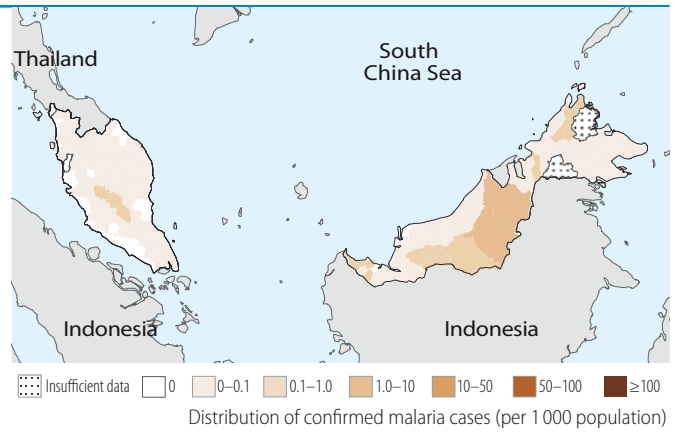 Thailand
South
China Sea
Indonesia
Indonesia
Insufficient data 0 0–0.1 0.1–1.0 1.0–10 10–50 50–100 ≥100
Distribution of confirmed malaria cases (per 1 000 population)